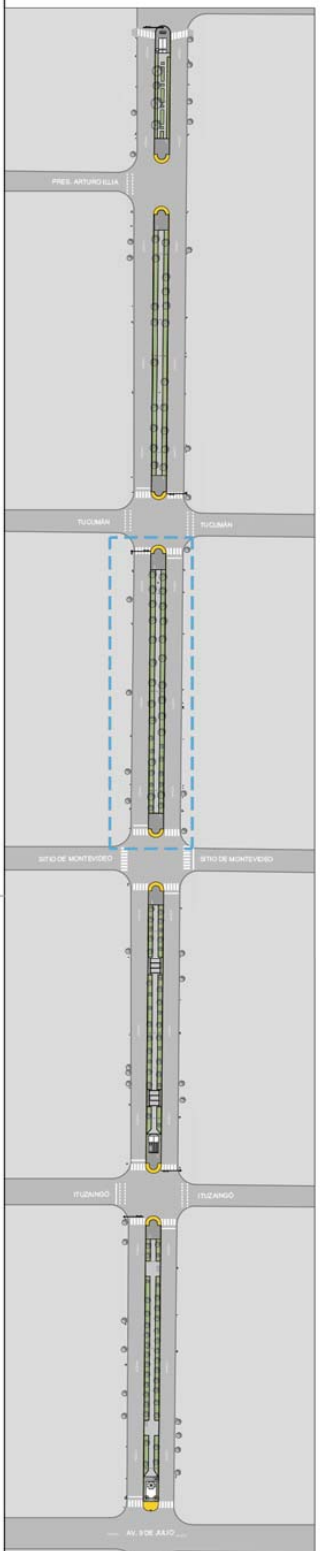 PRES. ARTURO ILLIA
TUCUMÁN
TUCUMÁN
SITIO DE MONTEVIDEO
SITIO DE MONTEVIDEO
ITUZAINGÓ
ITUZAINGÓ
AV. 9 DE JULIO